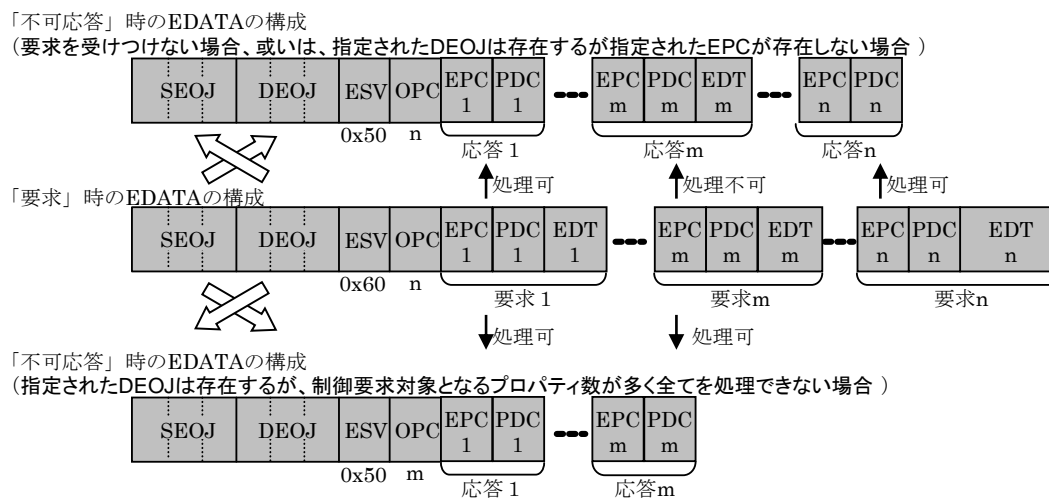 「不可応答」時のEDATAの構成
（要求を受けつけない場合、或いは、指定されたDEOJは存在するが指定されたEPCが存在しない場合 ）
SEOJ DEOJ ESV OPC EPC 1 PDC 1 EPC m PDC m EDT m EPC n PDC n
0x50 n 応答１ 応答m 応答n
処理可 処理不可 処理可
「要求」時のEDATAの構成
SEOJ DEOJ ESV OPC EPC 1 PDC 1 EDT 1 EPC m PDC m EDT m EPC n PDC n EDT n
0x60 n 要求１ 要求m 要求n
処理可 処理可
「不可応答」時のEDATAの構成
（指定されたDEOJは存在するが、制御要求対象となるプロパティ数が多く全てを処理できない場合 ）
SEOJ DEOJ ESV OPC EPC 1 PDC 1 EPC m PDC m
0x50 m 応答１ 応答m